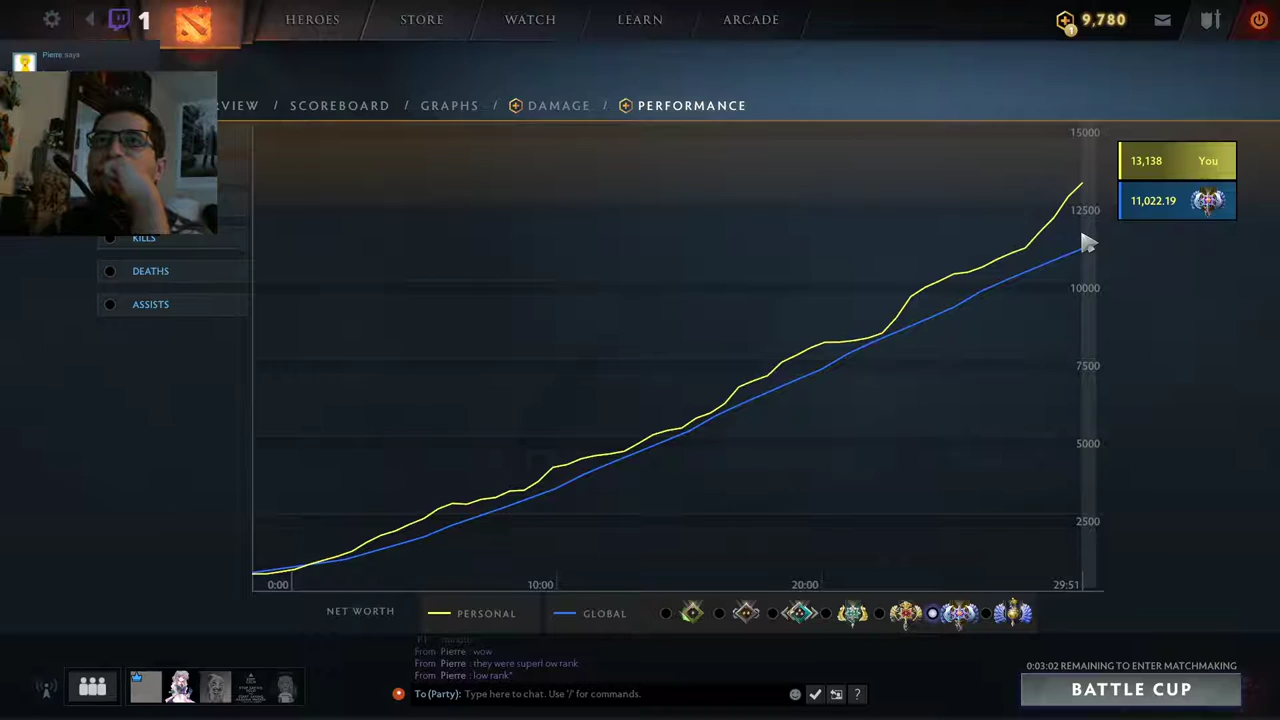 1
HEROES
STORE
WATCH
LEARN
ARCADE
9,780
1
Pierre says
VIEW / SCOREBOARD / GRAPHS / DAMAGE / PERFORMANCE
15000
13,138 You
11,022.19
12500
KILLS
DEATHS
ASSISTS
10000
7500
5000
2500
0:00
10:00
20:00
29:51
NET WORTH
PERSONAL
GLOBAL
From Pierre : wow
From Pierre : they were superl ow rank
From Pierre : low rank*
To (Party): Type here to chat. Use '/' for commands.
?
0:03:02 REMAINING TO ENTER MATCHMAKING
BATTLE CUP